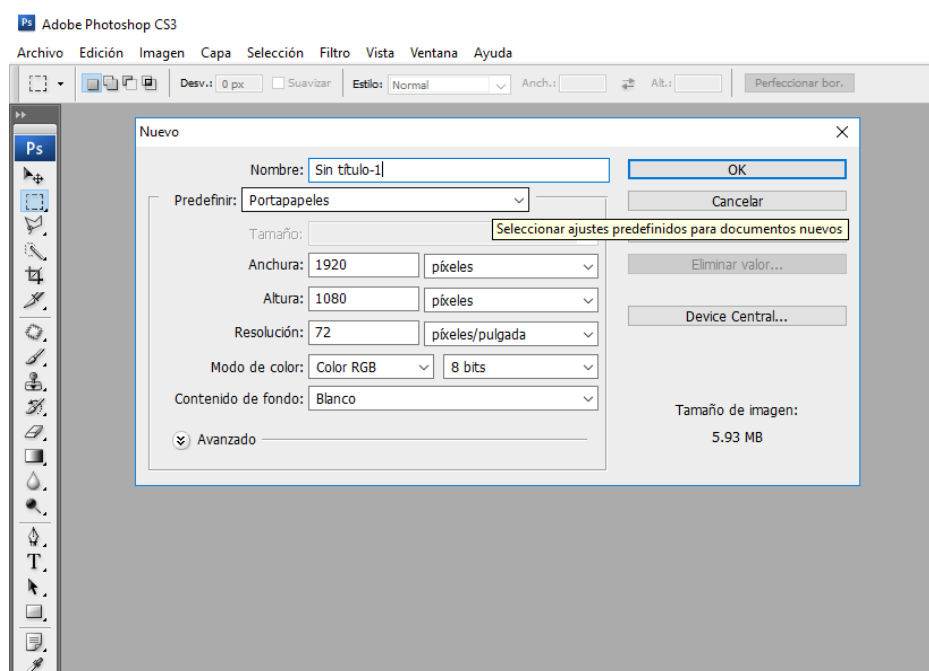 Ps Adobe Photoshop CS3
Archivo Edición Imagen Capa Selección Filtro Vista Ventana Ayuda
Desv.: 0 px Suavizar Estilo: Normal Anch.: Alt.: Perfeccionar bor.
Ps
Nuevo
Nombre: Sin título-1 OK
Predefinir: Portapapeles Cancelar
Seleccionar ajustes predefinidos para documentos nuevos
Tamaño:
Anchura: 1920 píxeles Eliminar valor...
Altura: 1080 píxeles
Device Central...
Resolución: 72 píxeles/pulgada
Modo de color: Color RGB 8 bits
Contenido de fondo: Blanco
Tamaño de imagen:
5.93 MB
Avanzado
T